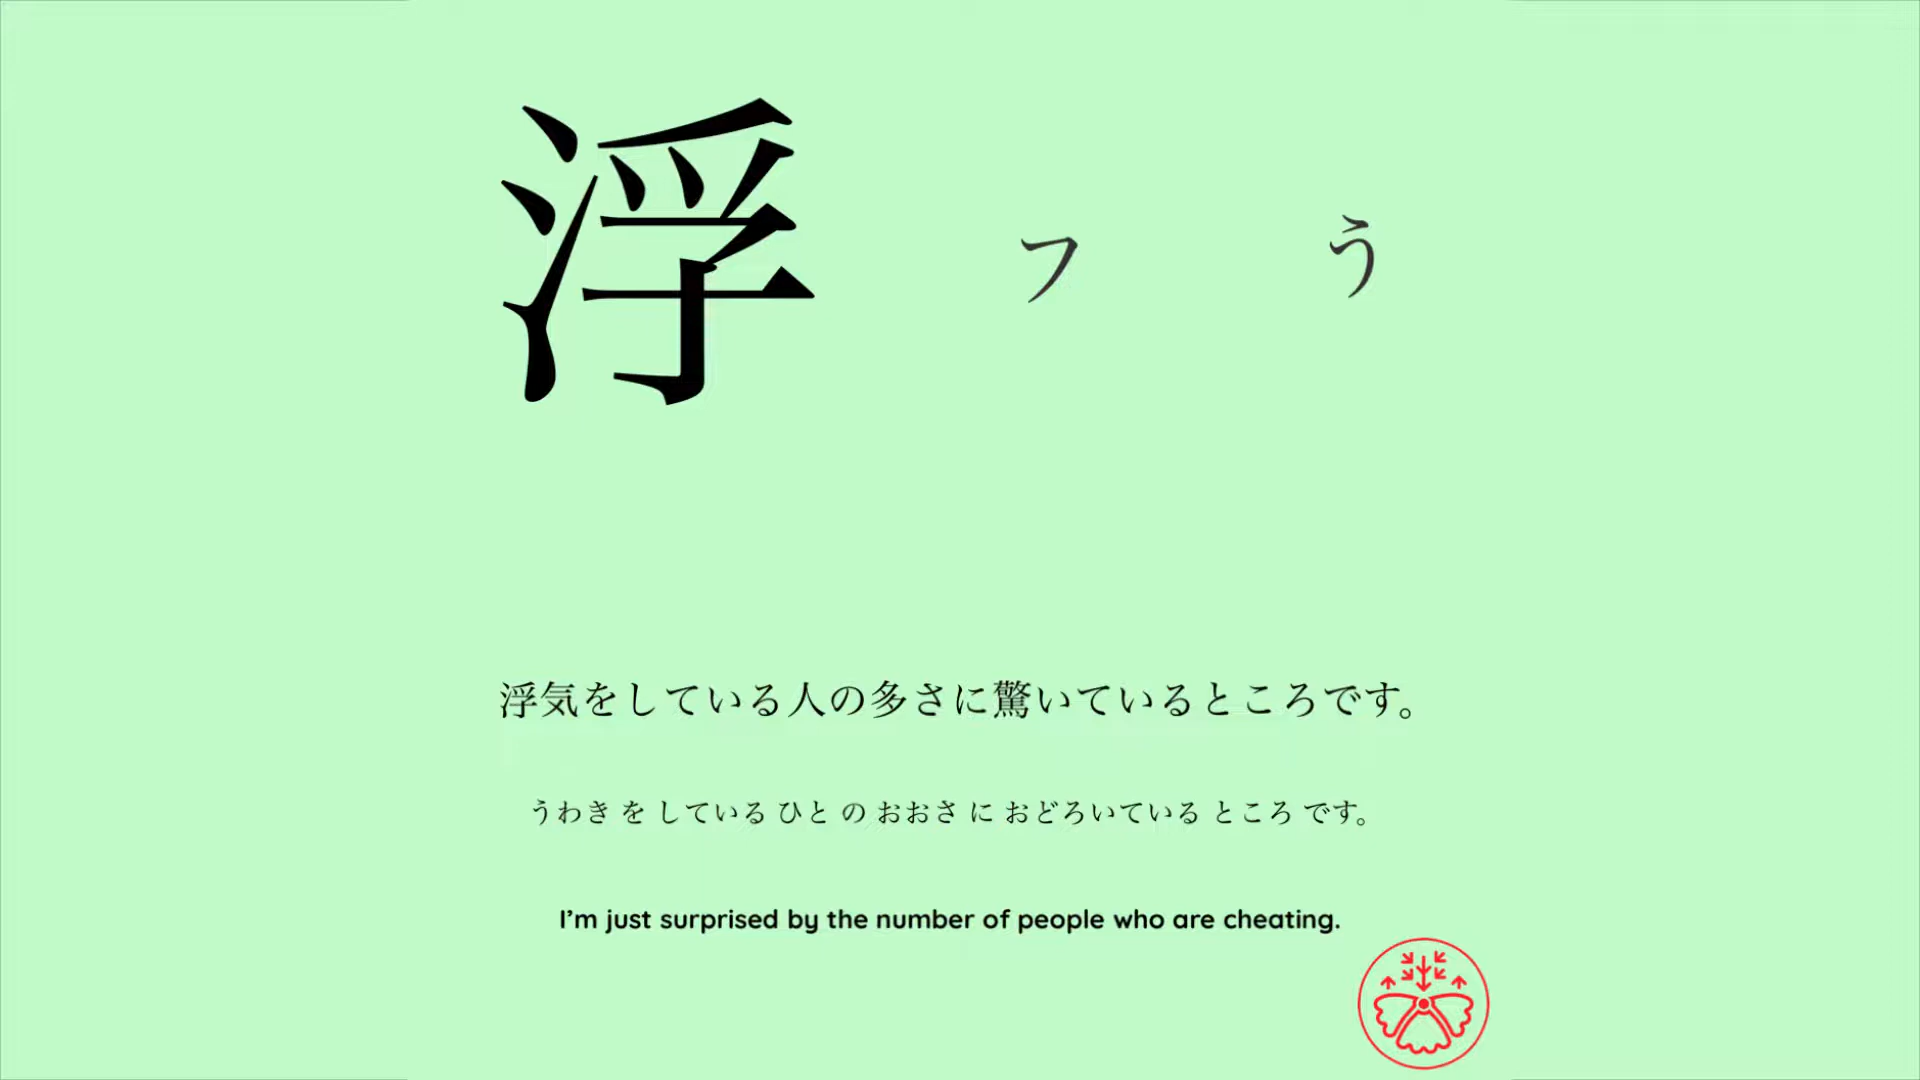 浮 フ う
浮気をしている人の多さに驚いているところです。
うわき を している ひと の おおさ に おどろいている ところ です。
I'm just surprised by the number of people who are cheating.